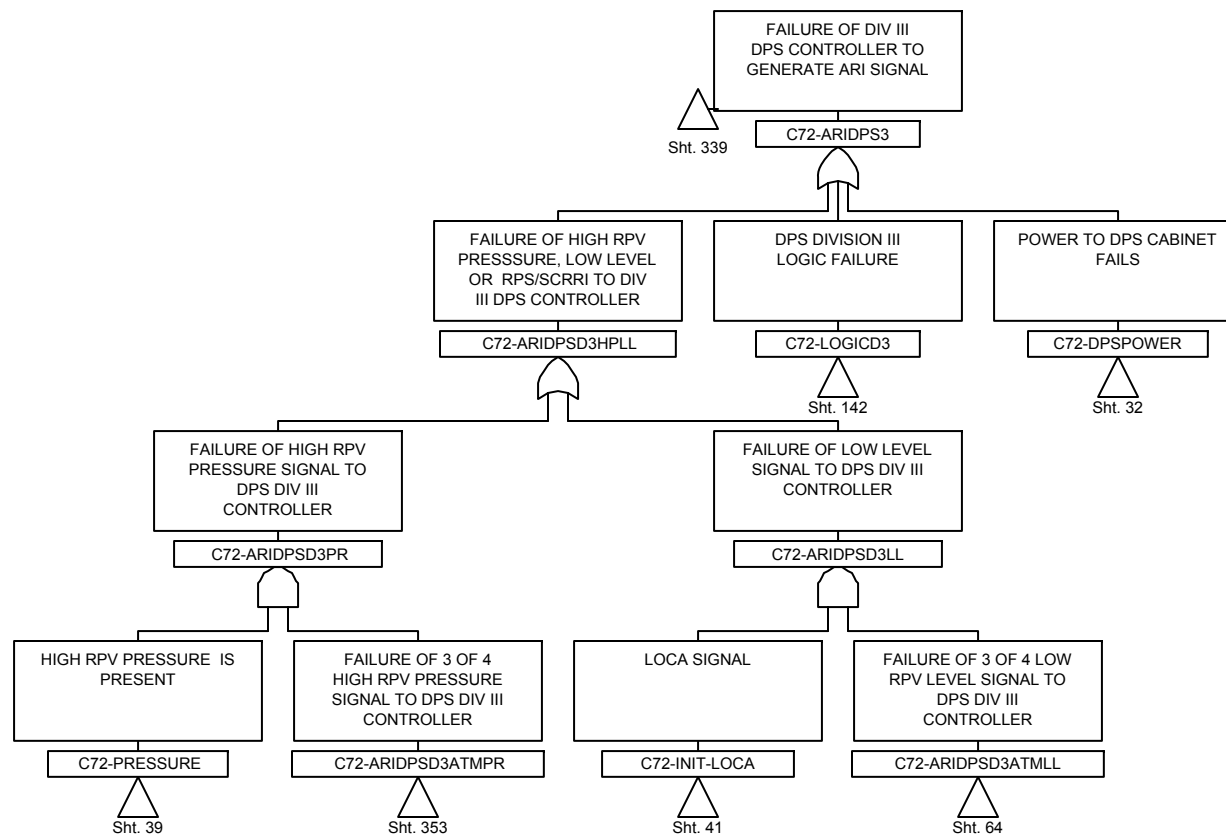 FAILURE OF DIV III
DPS CONTROLLER TO
GENERATE ARI SIGNAL
Sht. 339
C72-ARIDPS3
FAILURE OF HIGH RPV
PRESSSURE, LOW LEVEL
OR RPS/SCRRI TO DIV
III DPS CONTROLLER
C72-ARIDPSD3HPLL
DPS DIVISION III
LOGIC FAILURE
C72-LOGICD3
Sht. 142
POWER TO DPS CABINET
FAILS
C72-DPSPOWER
Sht. 32
FAILURE OF HIGH RPV
PRESSURE SIGNAL TO
DPS DIV III
CONTROLLER
C72-ARIDPSD3PR
FAILURE OF LOW LEVEL
SIGNAL TO DPS DIV III
CONTROLLER
C72-ARIDPSD3LL
HIGH RPV PRESSURE IS
PRESENT
C72-PRESSURE
Sht. 39
FAILURE OF 3 OF 4
HIGH RPV PRESSURE
SIGNAL TO DPS DIV III
CONTROLLER
C72-ARIDPSD3ATMPR
Sht. 353
LOCA SIGNAL
C72-INIT-LOCA
Sht. 41
FAILURE OF 3 OF 4 LOW
RPV LEVEL SIGNAL TO
DPS DIV III
CONTROLLER
C72-ARIDPSD3ATMLL
Sht. 64